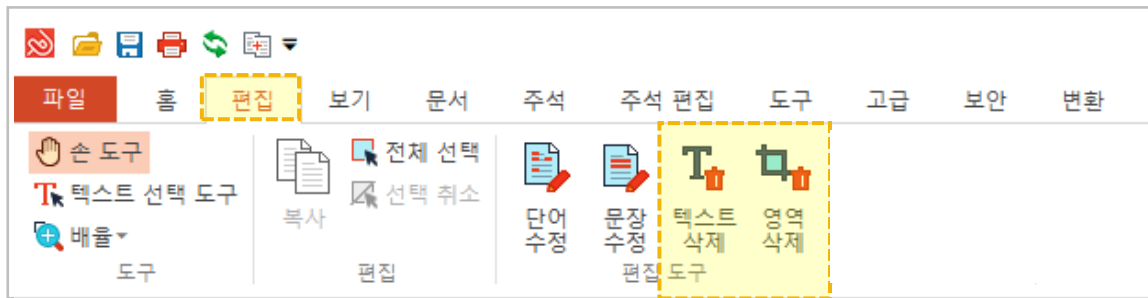 파일 홈 편집 보기 문서 주석 주석 편집 도구 고급 보안 변환
손 도구
텍스트 선택 도구
배율
도구
복사
전체 선택
선택 취소
편집
단어
수정
문장
수정
텍스트
삭제
영역
삭제
편집 도구